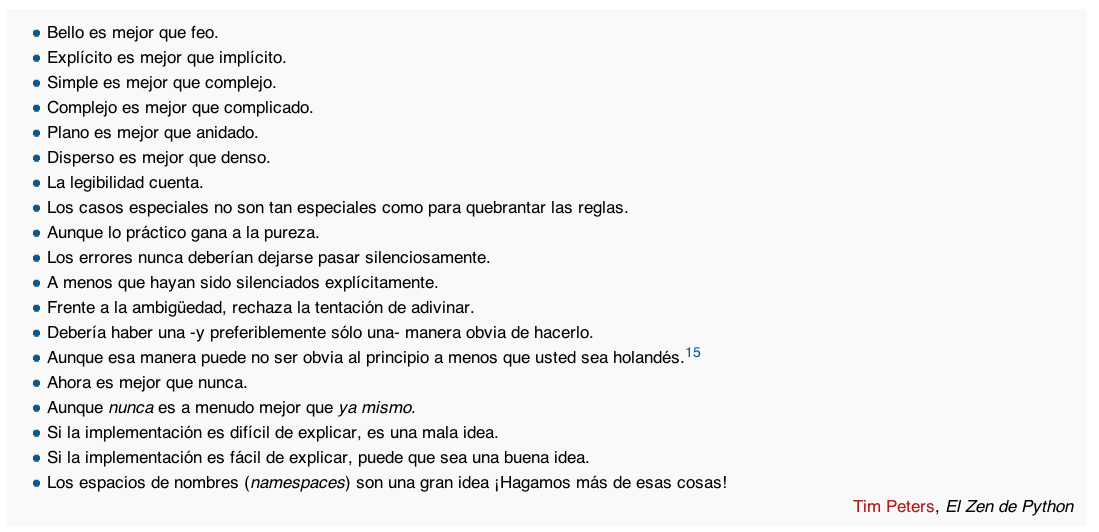 Bello es mejor que feo.
Explícito es mejor que implícito.
Simple es mejor que complejo.
Complejo es mejor que complicado.
Plano es mejor que anidado.
Disperso es mejor que denso.
La legibilidad cuenta.
Los casos especiales no son tan especiales como para quebrantar las reglas.
Aunque lo práctico gana a la pureza.
Los errores nunca deberían dejarse pasar silenciosamente.
A menos que hayan sido silenciados explícitamente.
Frente a la ambigüedad, rechaza la tentación de adivinar.
Debería haber una -y preferiblemente sólo una- manera obvia de hacerlo.
Aunque esa manera puede no ser obvia al principio a menos que usted sea holandés.15
Ahora es mejor que nunca.
Aunque nunca es a menudo mejor que ya mismo.
Si la implementación es difícil de explicar, es una mala idea.
Si la implementación es fácil de explicar, puede que sea una buena idea.
Los espacios de nombres (namespaces) son una gran idea ¡Hagamos más de esas cosas!
Tim Peters, El Zen de Python